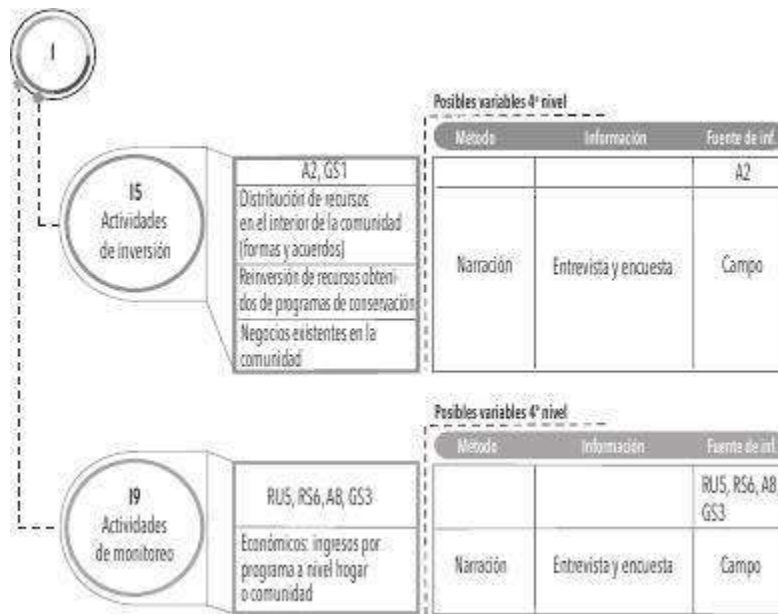 I
Posibles variables 4º nivel
Método Información Fuente de inf.
I5
Actividades
de inversión
A2, GS1
Distribución de recursos
en el interior de la comunidad
(formas y acuerdos)
Reinversión de recursos obteni-
dos de programas de conservación
Negocios existentes en la
comunidad
A2
Narración Entrevista y encuesta Campo
Posibles variables 4º nivel
Método Información Fuente de inf.
I9
Actividades
de monitoreo
RU5, RS6, A8, GS3
Económicos: ingresos por
programa a nivel hogar
o comunidad
RU5, RS6, A8
GS3
Narración Entrevista y encuesta Campo